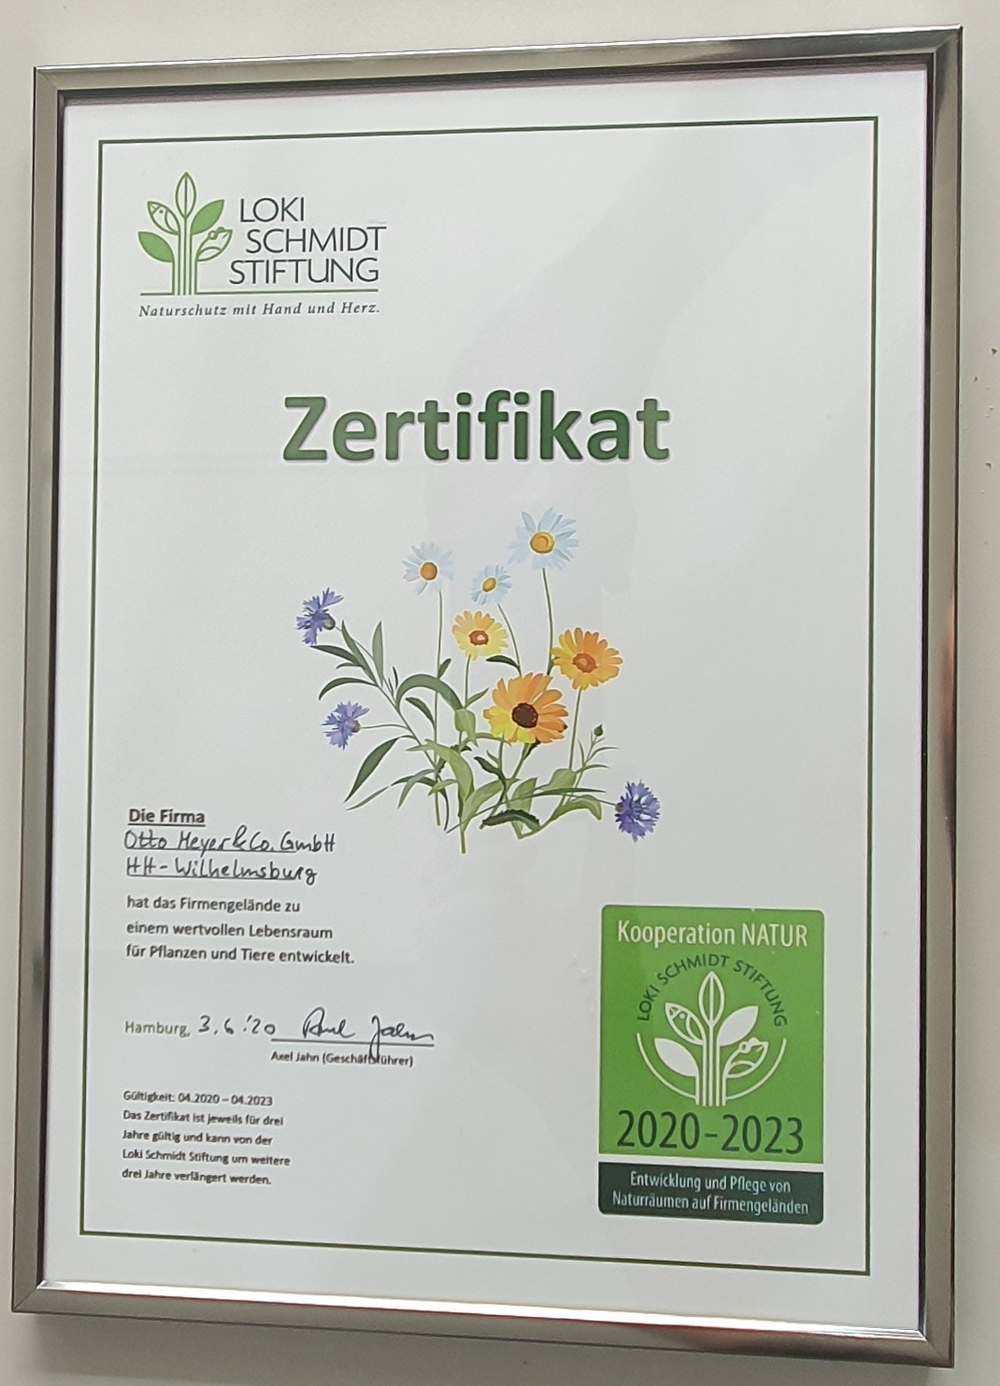 LOKI
SCHMIDT
STIFTUNG
Naturschutz mit Hand und Herz.
Zertifikat
Die Firma
Otto Meyer & Co. GmbH
HH-Wilhelmsburg
hat das Firmengelände zu
einem wertvollen Lebensraum
für Pflanzen und Tiere entwickelt.
Hamburg, 3.6.'20 Axel Jahn
Axel Jahn (Geschäftsführer)
Gültigkeit: 04.2020 – 04.2023
Das Zertifikat ist jeweils für drei
Jahre gültig und kann von der
Loki Schmidt Stiftung um weitere
drei Jahre verlängert werden.
Kooperation NATUR
LOKI SCHMIDT STIFTUNG
2020-2023
Entwicklung und Pflege von
Naturräumen auf Firmengeländen